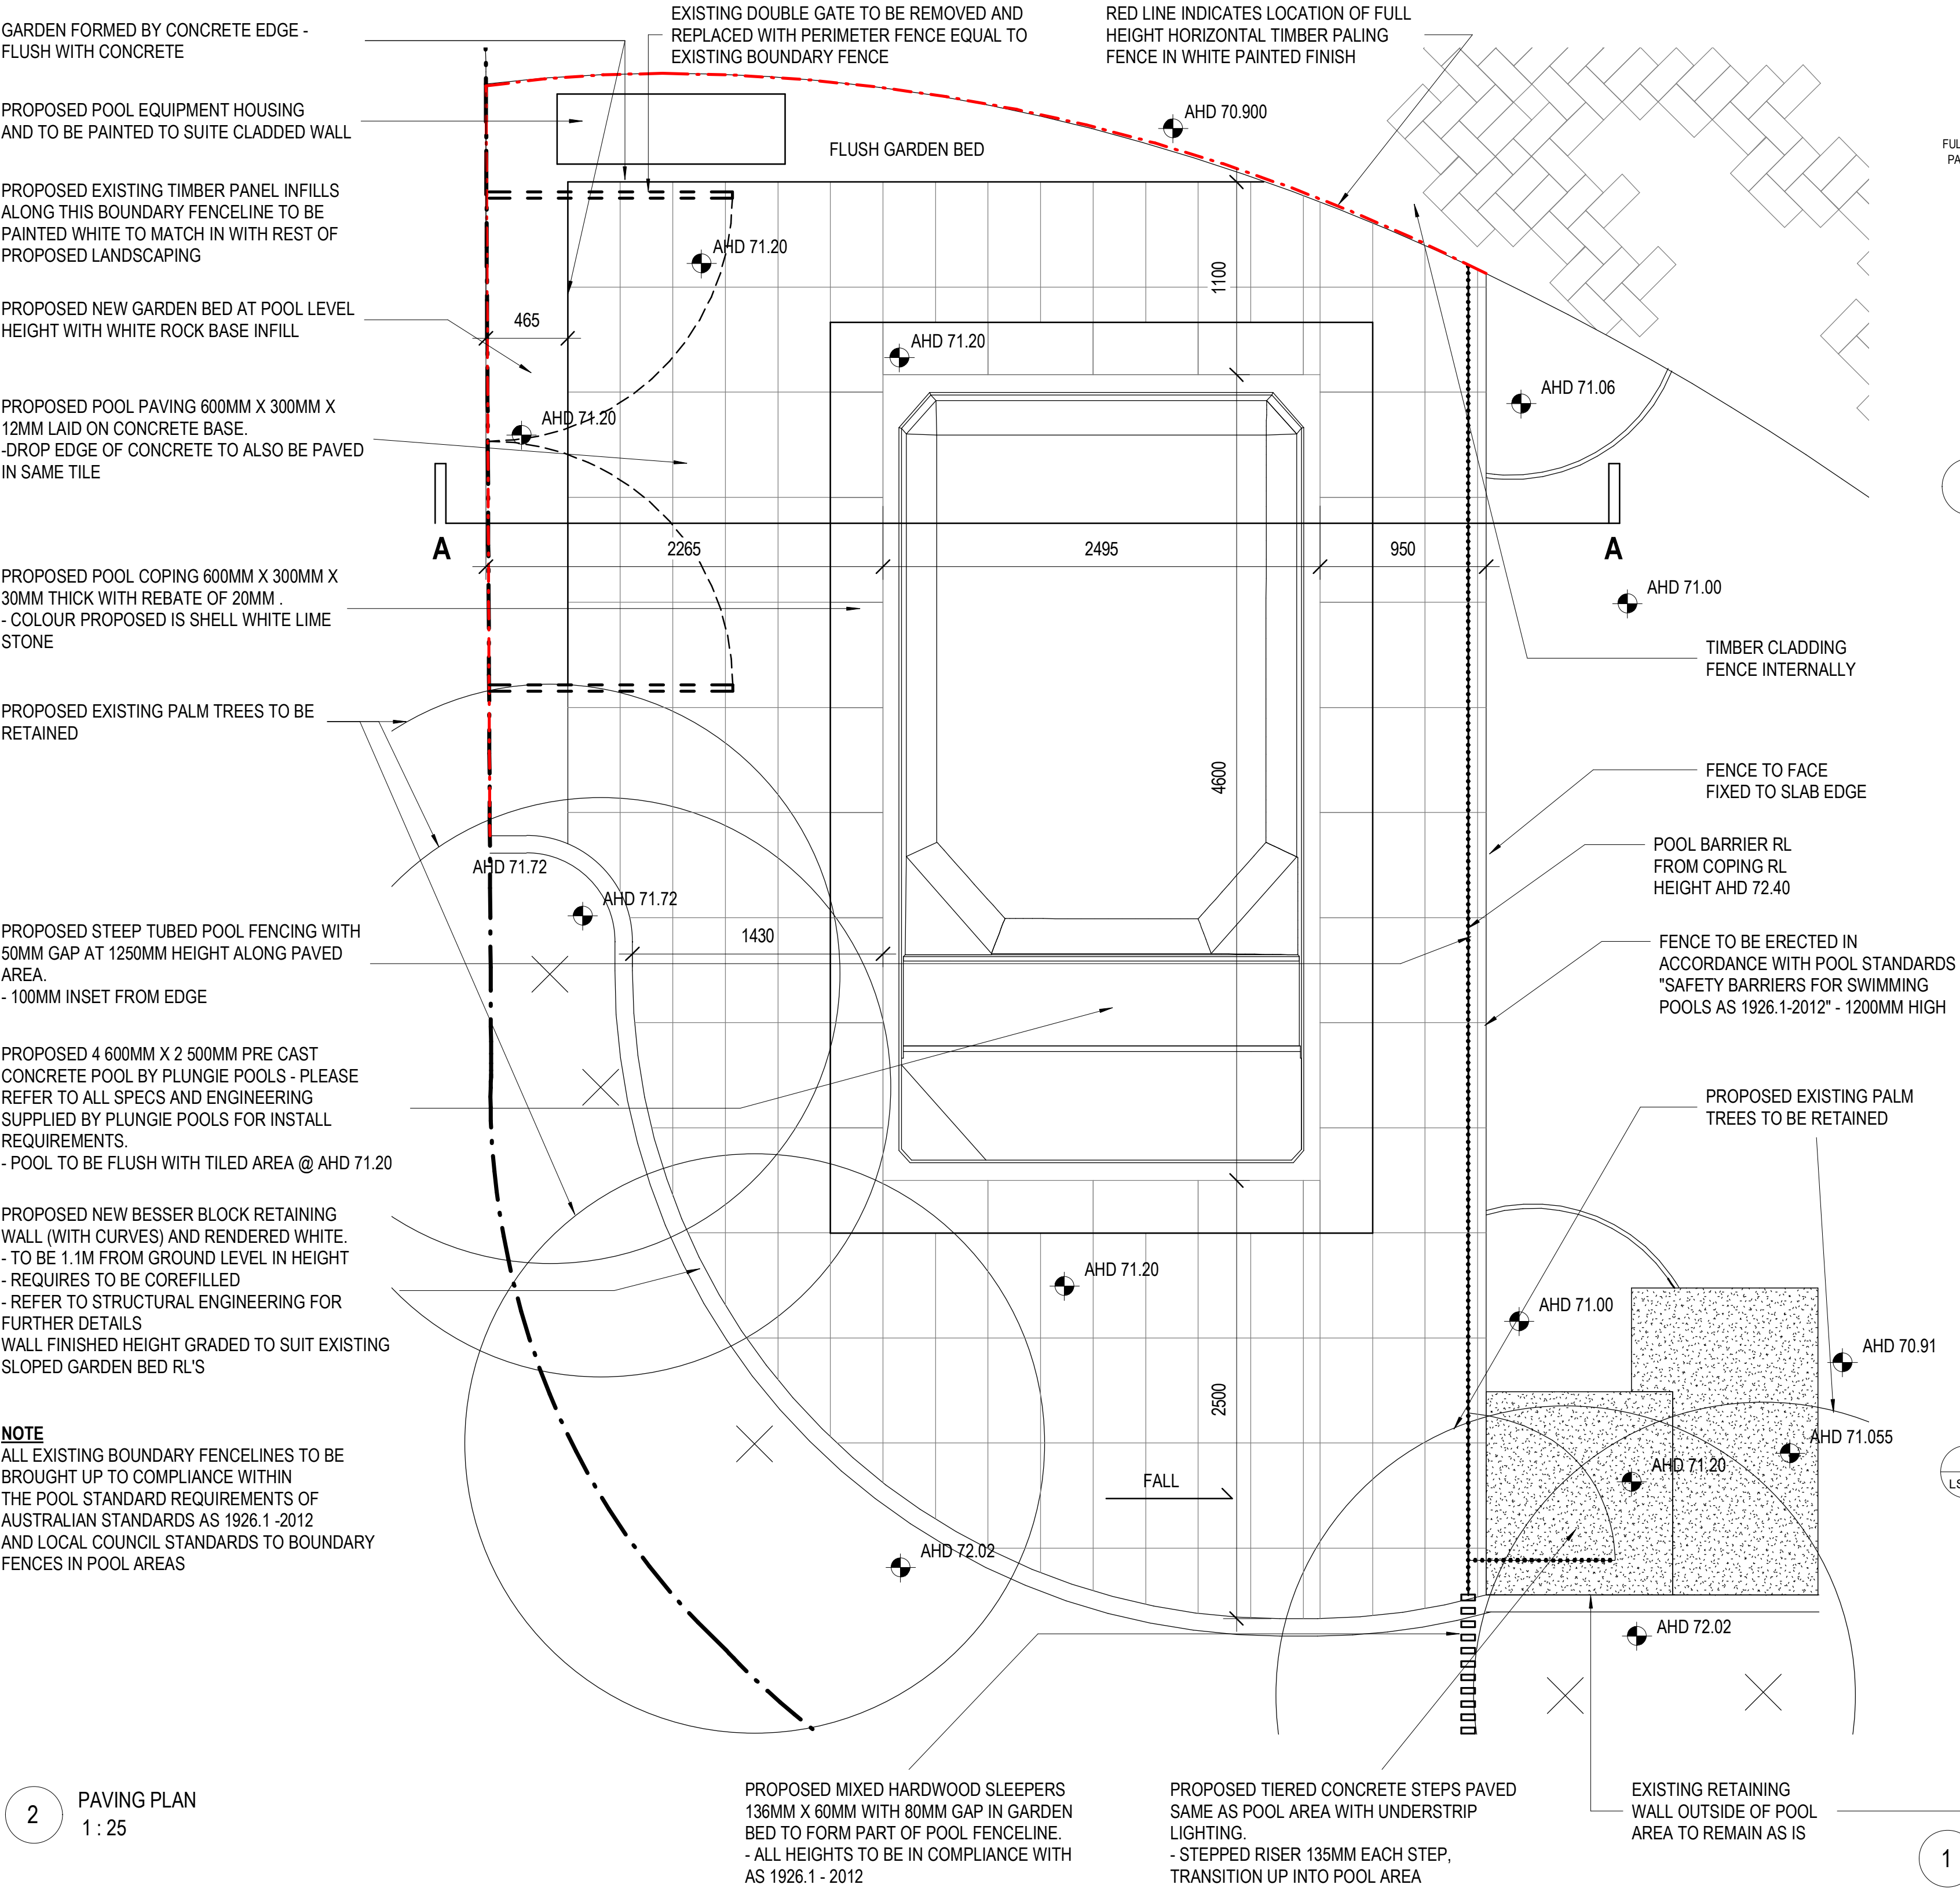 GARDEN FORMED BY CONCRETE EDGE -
FLUSH WITH CONCRETE
EXISTING DOUBLE GATE TO BE REMOVED AND
REPLACED WITH PERIMETER FENCE EQUAL TO
EXISTING BOUNDARY FENCE
RED LINE INDICATES LOCATION OF FULL
HEIGHT HORIZONTAL TIMBER PALING
FENCE IN WHITE PAINTED FINISH
PROPOSED POOL EQUIPMENT HOUSING
AND TO BE PAINTED TO SUITE CLADDED WALL
AHD 70.900
FLUSH GARDEN BED
PROPOSED EXISTING TIMBER PANEL INFILLS
ALONG THIS BOUNDARY FENCELINE TO BE
PAINTED WHITE TO MATCH IN WITH REST OF
PROPOSED LANDSCAPING
AHD 71.20
1100
PROPOSED NEW GARDEN BED AT POOL LEVEL
HEIGHT WITH WHITE ROCK BASE INFILL
465
AHD 71.20
AHD 71.06
PROPOSED POOL PAVING 600MM X 300MM X
12MM LAID ON CONCRETE BASE.
-DROP EDGE OF CONCRETE TO ALSO BE PAVED
IN SAME TILE
AHD 71.20
A
A
2265
2495
950
PROPOSED POOL COPING 600MM X 300MM X
30MM THICK WITH REBATE OF 20MM .
- COLOUR PROPOSED IS SHELL WHITE LIME
STONE
AHD 71.00
TIMBER CLADDING
FENCE INTERNALLY
PROPOSED EXISTING PALM TREES TO BE
RETAINED
4600
FENCE TO FACE
FIXED TO SLAB EDGE
POOL BARRIER RL
FROM COPING RL
HEIGHT AHD 72.40
AHD 71.72
AHD 71.72
1430
PROPOSED STEEP TUBED POOL FENCING WITH
50MM GAP AT 1250MM HEIGHT ALONG PAVED
AREA.
- 100MM INSET FROM EDGE
FENCE TO BE ERECTED IN
ACCORDANCE WITH POOL STANDARDS
"SAFETY BARRIERS FOR SWIMMING
POOLS AS 1926.1-2012" - 1200MM HIGH
PROPOSED 4 600MM X 2 500MM PRE CAST
CONCRETE POOL BY PLUNGIE POOLS - PLEASE
REFER TO ALL SPECS AND ENGINEERING
SUPPLIED BY PLUNGIE POOLS FOR INSTALL
REQUIREMENTS.
- POOL TO BE FLUSH WITH TILED AREA @ AHD 71.20
PROPOSED EXISTING PALM
TREES TO BE RETAINED
PROPOSED NEW BESSER BLOCK RETAINING
WALL (WITH CURVES) AND RENDERED WHITE.
- TO BE 1.1M FROM GROUND LEVEL IN HEIGHT
- REQUIRES TO BE COREFILLED
- REFER TO STRUCTURAL ENGINEERING FOR
FURTHER DETAILS
WALL FINISHED HEIGHT GRADED TO SUIT EXISTING
SLOPED GARDEN BED RL'S
AHD 71.20
AHD 71.00
AHD 70.91
2500
NOTE
ALL EXISTING BOUNDARY FENCELINES TO BE
BROUGHT UP TO COMPLIANCE WITHIN
THE POOL STANDARD REQUIREMENTS OF
AUSTRALIAN STANDARDS AS 1926.1 -2012
AND LOCAL COUNCIL STANDARDS TO BOUNDARY
FENCES IN POOL AREAS
AHD 71.055
AHD 71.20
FALL
AHD 72.02
AHD 72.02
2
PAVING PLAN
1 : 25
PROPOSED MIXED HARDWOOD SLEEPERS
136MM X 60MM WITH 80MM GAP IN GARDEN
BED TO FORM PART OF POOL FENCELINE.
- ALL HEIGHTS TO BE IN COMPLIANCE WITH
AS 1926.1 - 2012
PROPOSED TIERED CONCRETE STEPS PAVED
SAME AS POOL AREA WITH UNDERSTRIP
LIGHTING.
- STEPPED RISER 135MM EACH STEP,
TRANSITION UP INTO POOL AREA
EXISTING RETAINING
WALL OUTSIDE OF POOL
AREA TO REMAIN AS IS
1